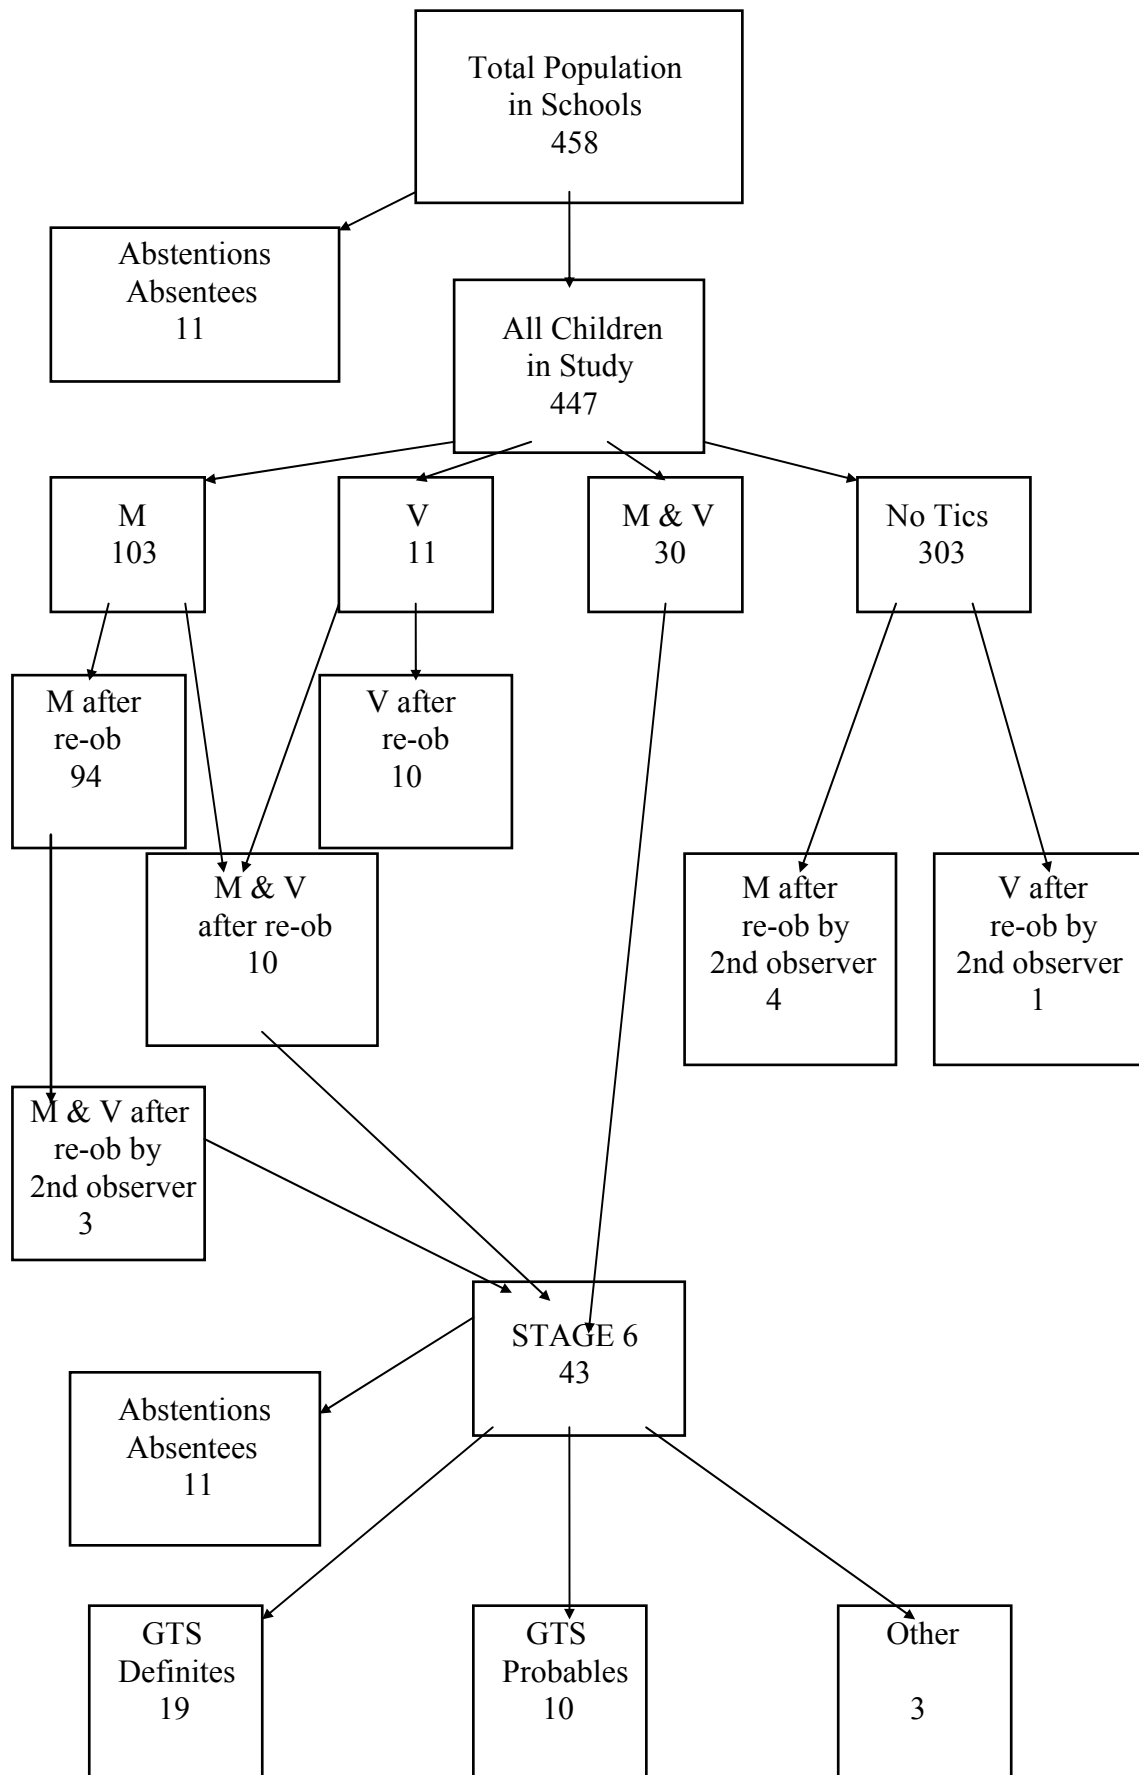 Total Population
in Schools
458
Abstentions
Absentees
11
All Children
in Study
447
M
103
V
11
M & V
30
No Tics
303
M after
re-ob
94
V after
re-ob
10
M & V
after re-ob
10
M after
re-ob by
2nd observer
4
V after
re-ob by
2nd observer
1
M & V after
re-ob by
2nd observer
3
STAGE 6
43
Abstentions
Absentees
11
GTS
Definites
19
GTS
Probables
10
Other
3